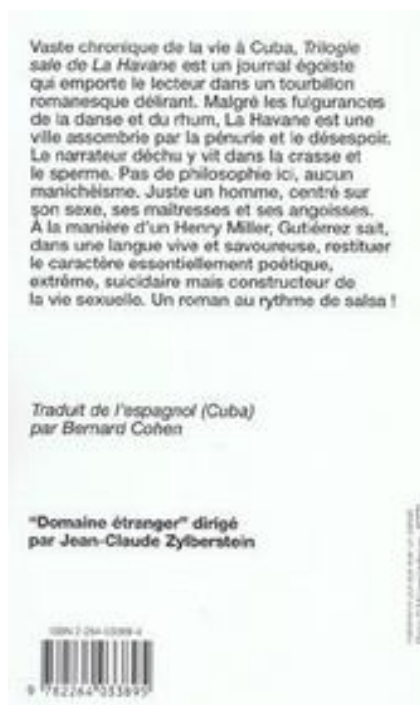 Vaste chronique de la vie à Cuba, Trilogie
sale de La Havane est un journal égoïste
qui emporte le lecteur dans un tourbillon
romanesque délirant. Malgré les fulgurances
de la danse et du rhum, La Havane est une
ville assombrie par la pénurie et le désespoir.
Le narrateur déchu y vit dans la crasse et
le sperme. Pas de philosophie ici, aucun
manichéisme. Juste un homme, centré sur
son sexe, ses maîtresses et ses angoisses.
À la manière d'un Henry Miller, Gutiérrez sait,
dans une langue vive et savoureuse, restituer
le caractère essentiellement poétique,
extrême, suicidaire mais constructeur de
la vie sexuelle. Un roman au rythme de salsa !
Traduit de l'espagnol (Cuba)
par Bernard Cohen
"Domaine étranger" dirigé
par Jean-Claude Zylberstein
9 782264 033895